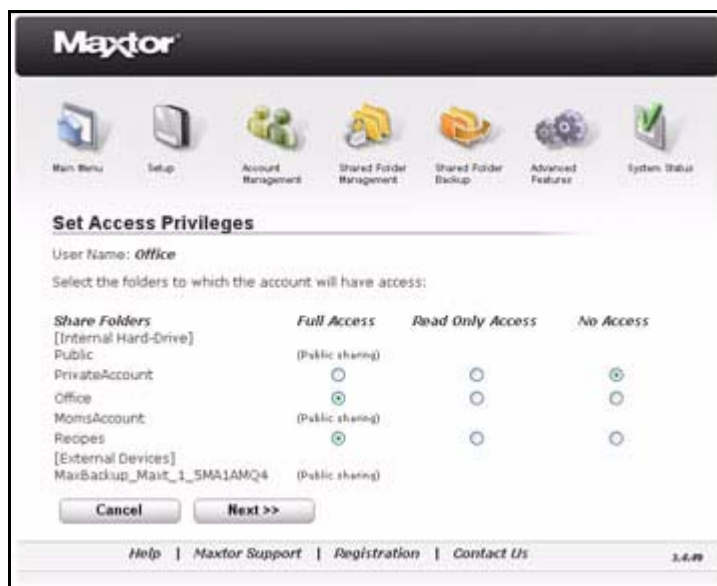 Maxtor
Main Menu
Setup
Account Management
Shared Folder Management
Shared Folder Backup
Advanced Features
System Status
Set Access Privileges
User Name: Office
Select the folders to which the account will have access:
Share Folders Full Access Read Only Access No Access
[Internal Hard-Drive]
Public (Public sharing)
PrivateAccount
Office
MomsAccount (Public sharing)
Recipes
[External Devices]
MaxBackup_Maxt_1_5MA1AMQ4 (Public sharing)
Cancel Next >>
Help | Maxtor Support | Registration | Contact Us